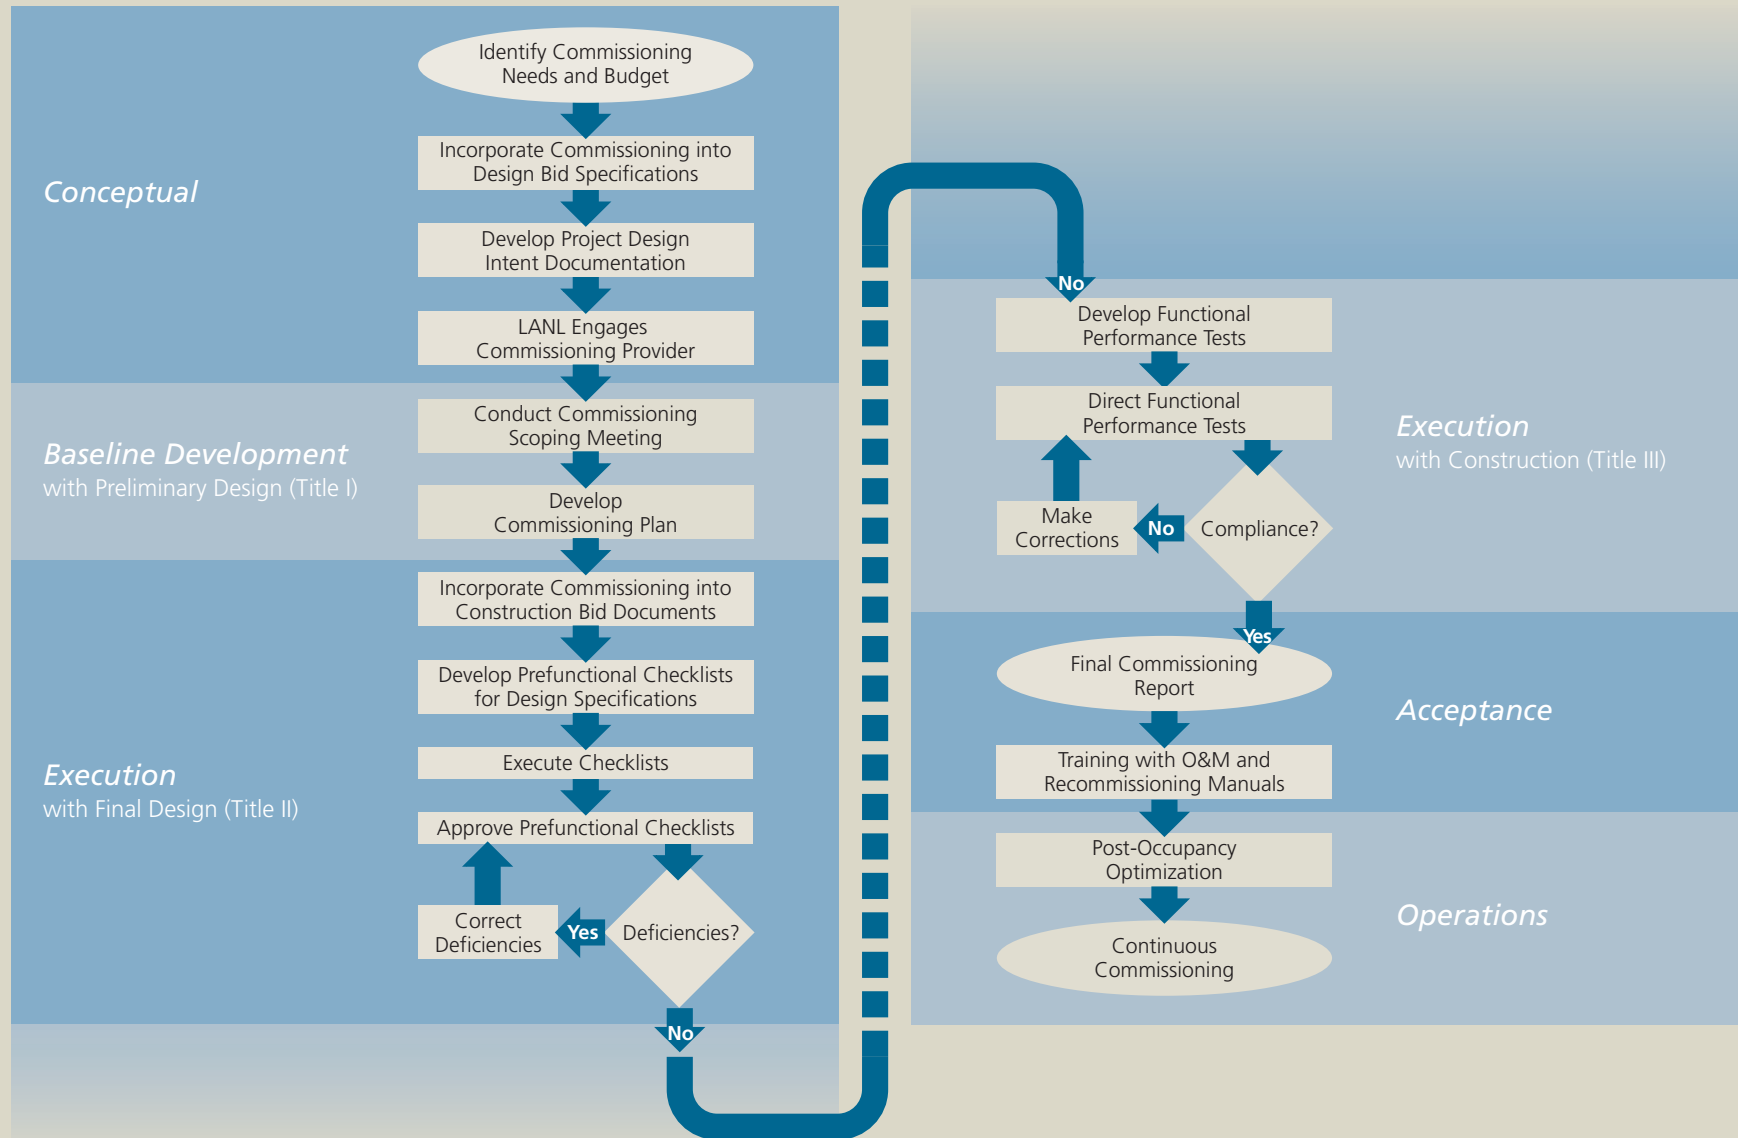 Conceptual
Identify Commissioning
Needs and Budget
Incorporate Commissioning into
Design Bid Specifications
Develop Project Design
Intent Documentation
LANL Engages
Commissioning Provider
Baseline Development
with Preliminary Design (Title I)
Conduct Commissioning
Scoping Meeting
Develop
Commissioning Plan
Execution
with Final Design (Title II)
Incorporate Commissioning into
Construction Bid Documents
Develop Prefunctional Checklists
for Design Specifications
Execute Checklists
Approve Prefunctional Checklists
Correct
Deficiencies
Yes
Deficiencies?
No
No
Develop Functional
Performance Tests
Direct Functional
Performance Tests
Execution
with Construction (Title III)
Make
Corrections
No
Compliance?
Yes
Final Commissioning
Report
Acceptance
Training with O&M and
Recommissioning Manuals
Post-Occupancy
Optimization
Operations
Continuous
Commissioning